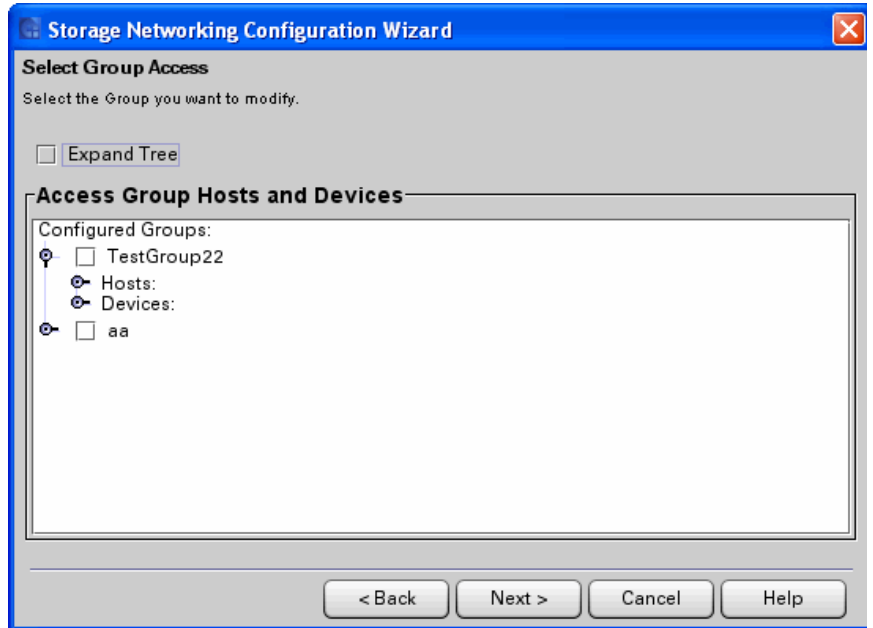 Storage Networking Configuration Wizard
Select Group Access
Select the Group you want to modify.
Expand Tree
Access Group Hosts and Devices
Configured Groups:
TestGroup22
Hosts:
Devices:
aa
< Back Next > Cancel Help